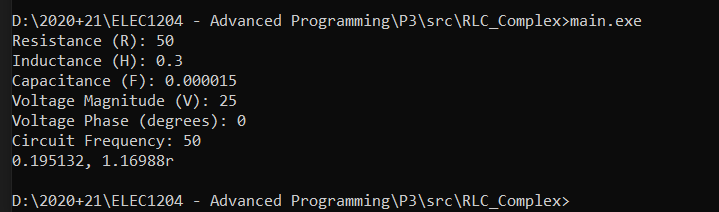 D:\2020+21\ELEC1204 - Advanced Programming\P3\src\RLC_Complex>main.exe
Resistance (R): 50
Inductance (H): 0.3
Capacitance (F): 0.000015
Voltage Magnitude (V): 25
Voltage Phase (degrees): 0
Circuit Frequency: 50
0.195132, 1.16988r
D:\2020+21\ELEC1204 - Advanced Programming\P3\src\RLC_Complex>